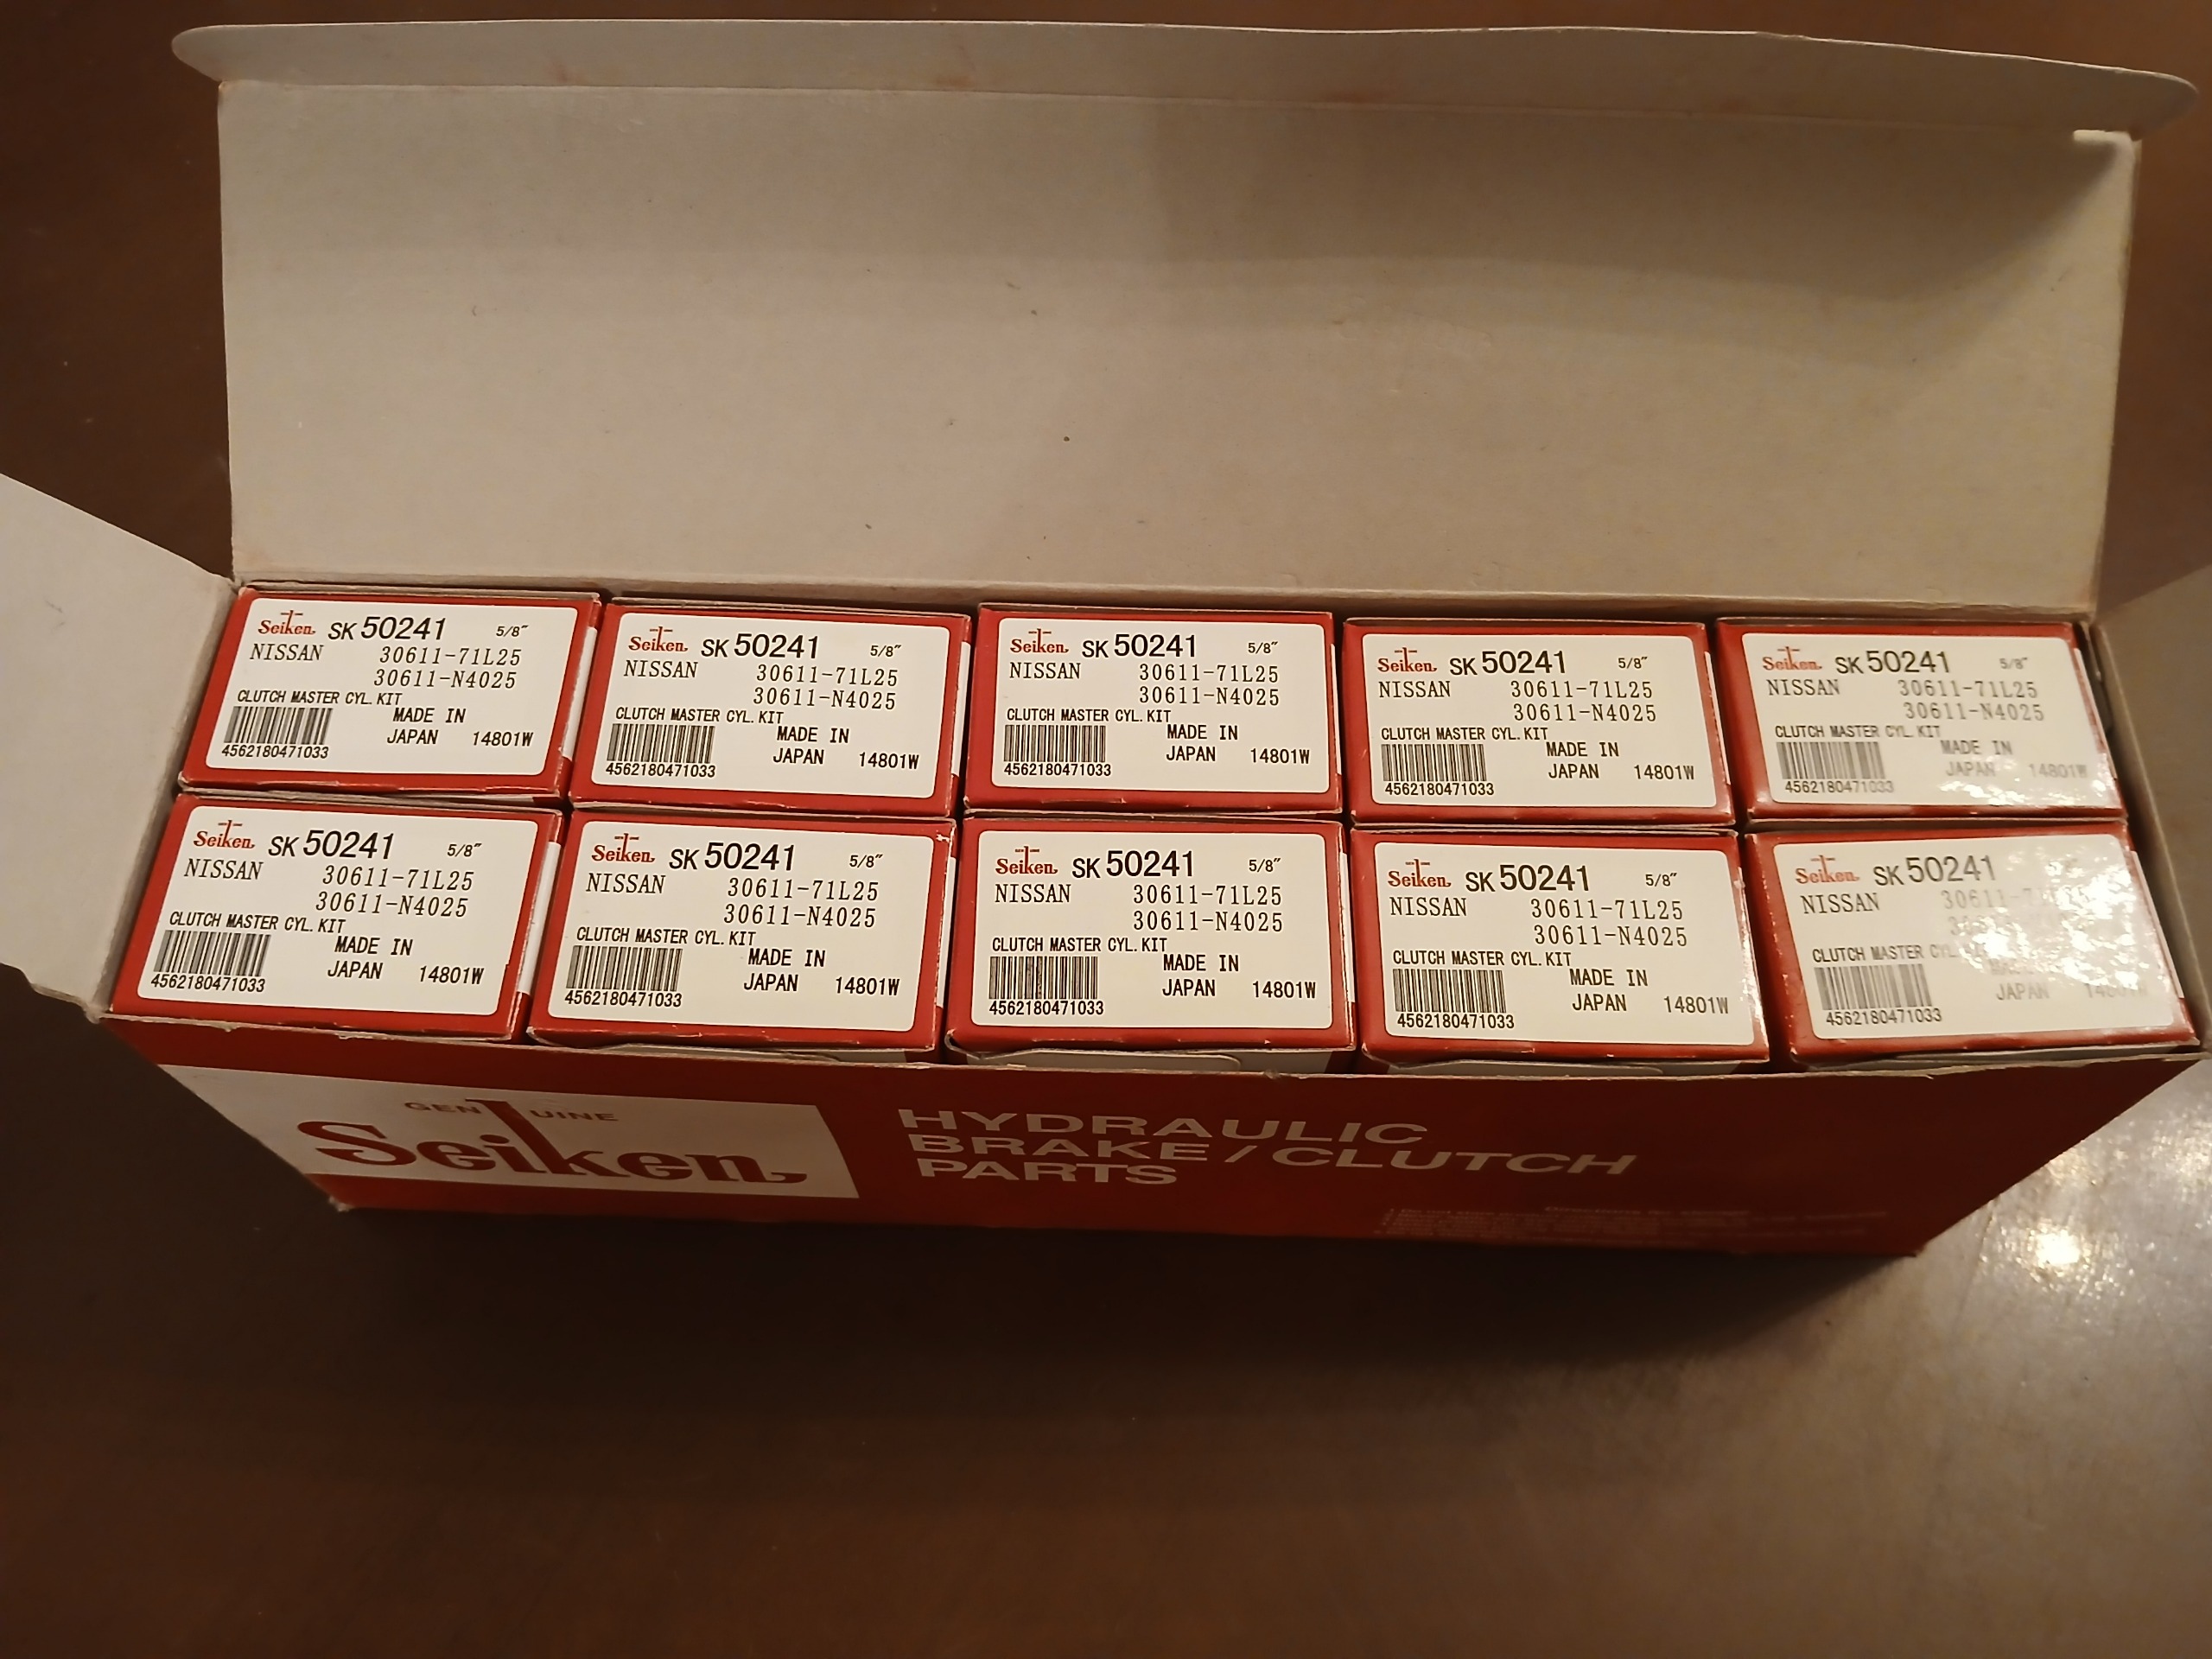 Seiken SK 50241 5/8″
NISSAN 30611-71L25
30611-N4025
CLUTCH MASTER CYL. KIT
MADE IN
JAPAN 14801W
4562180471033
Seiken SK 50241 5/8″
NISSAN 30611-71L25
30611-N4025
CLUTCH MASTER CYL. KIT
MADE IN
JAPAN 14801W
4562180471033
Seiken SK 50241 5/8″
NISSAN 30611-71L25
30611-N4025
CLUTCH MASTER CYL. KIT
MADE IN
JAPAN 14801W
4562180471033
Seiken SK 50241 5/8″
NISSAN 30611-71L25
30611-N4025
CLUTCH MASTER CYL. KIT
MADE IN
JAPAN 14801W
4562180471033
Seiken SK 50241 5/8″
NISSAN 30611-71L25
30611-N4025
CLUTCH MASTER CYL. KIT
MADE IN
JAPAN 14801W
4562180471033
Seiken SK 50241 5/8″
NISSAN 30611-71L25
30611-N4025
CLUTCH MASTER CYL. KIT
MADE IN
JAPAN 14801W
4562180471033
Seiken SK 50241 5/8″
NISSAN 30611-71L25
30611-N4025
CLUTCH MASTER CYL. KIT
MADE IN
JAPAN 14801W
4562180471033
Seiken SK 50241 5/8″
NISSAN 30611-71L25
30611-N4025
CLUTCH MASTER CYL. KIT
MADE IN
JAPAN 14801W
4562180471033
Seiken SK 50241 5/8″
NISSAN 30611-71L25
30611-N4025
CLUTCH MASTER CYL. KIT
MADE IN
JAPAN 14801W
4562180471033
Seiken SK 50241
NISSAN
CLUTCH MASTER
JAPAN
4562180471033
GENUINE
Seiken
HYDRAULIC
BRAKE/CLUTCH
PARTS